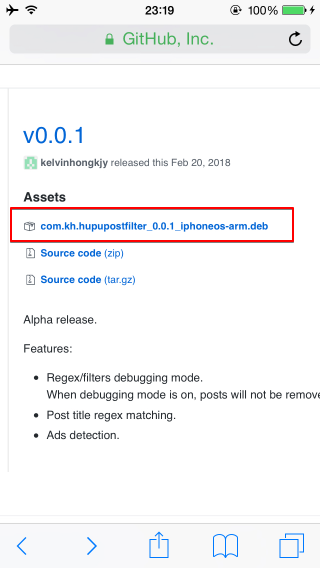 23:19
100%
GitHub, Inc.
v0.0.1
kelvinhongkjy released this Feb 20, 2018
Assets
com.kh.hupupostfilter_0.0.1_iphoneos-arm.deb
Source code (zip)
Source code (tar.gz)
Alpha release.
Features:
Regex/filters debugging mode.
When debugging mode is on, posts will not be remove
Post title regex matching.
Ads detection.